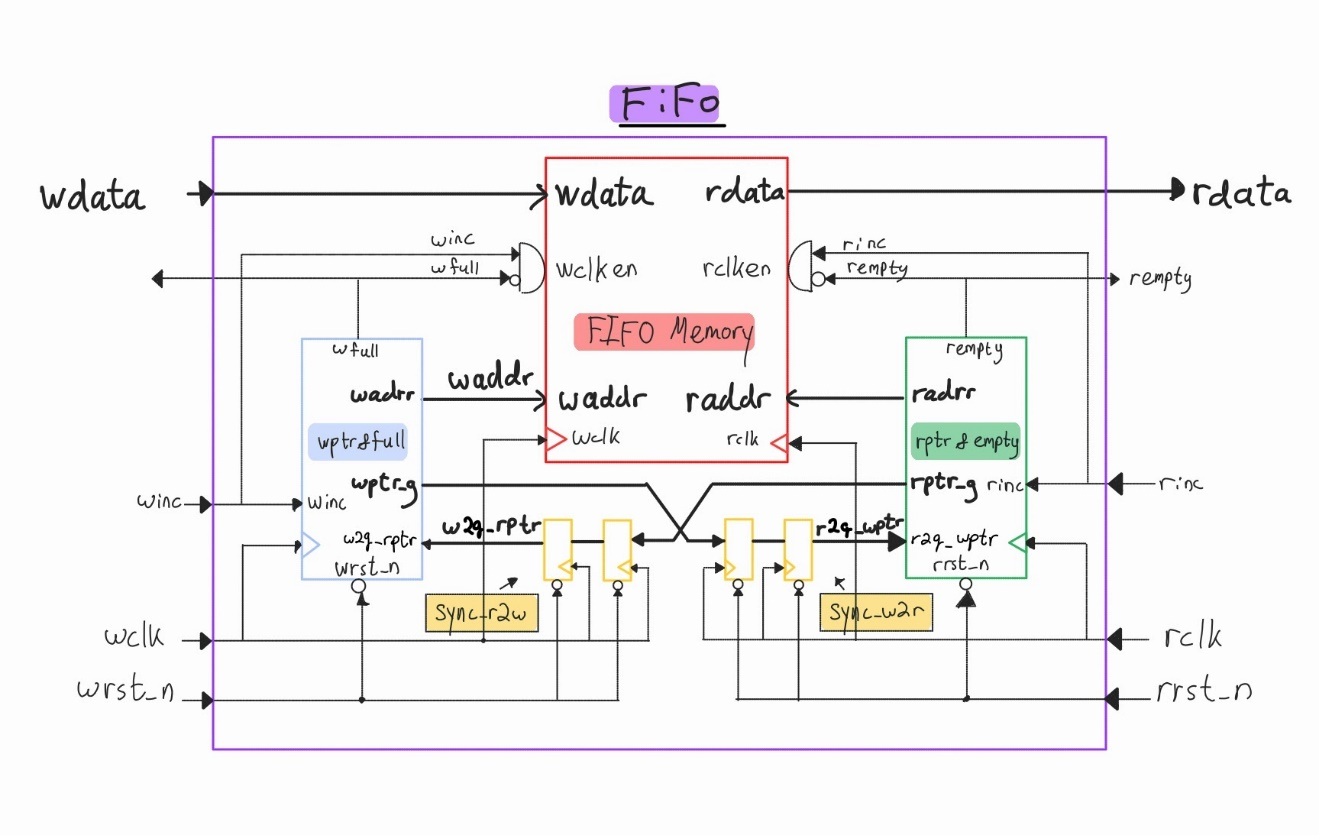 FiFo
wdata
wdata
rdata
rdata
winc
wfull
wclken
rclken
rinc
rempty
rempty
FIFO Memory
wfull
rempty
wadrr
waddr
waddr
raddr
radrr
wptr&full
wclk
rclk
rptr & empty
winc
winc
wptr_g
rptr_g
rinc
rinc
w2q_rptr
w2q_rptr
r2q_wptr
r2q_wptr
wrst_n
rrst_n
Sync_r2w
Sync_w2r
wclk
rclk
wrst_n
rrst_n